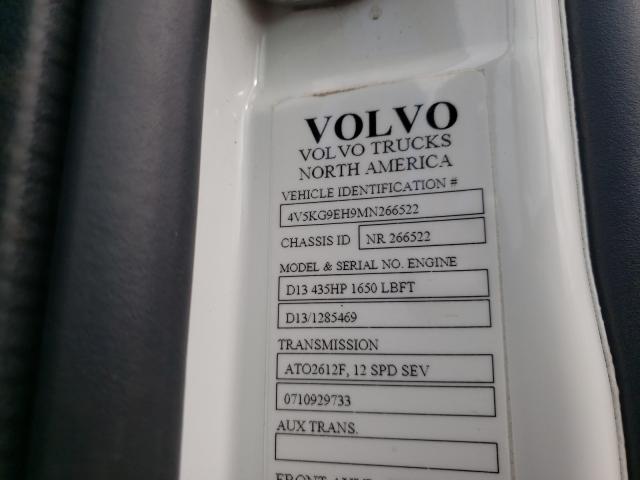 VOLVO
VOLVO TRUCKS
NORTH AMERICA
VEHICLE IDENTIFICATION #
4V5KG9EH9MN266522
CHASSIS ID NR 266522
MODEL & SERIAL NO. ENGINE
D13 435HP 1650 LBFT
D13/1285469
TRANSMISSION
ATO2612F, 12 SPD SEV
0710929733
AUX TRANS.